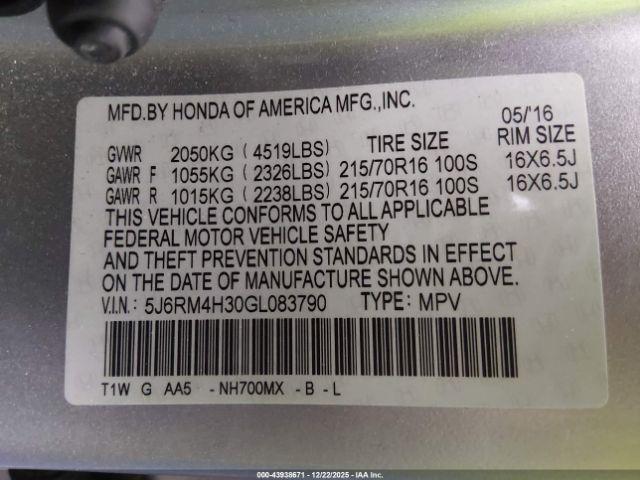 MFD.BY HONDA OF AMERICA MFG.,INC.
05/'16
GVWR 2050KG (4519LBS) TIRE SIZE RIM SIZE
GAWR F 1055KG (2326LBS) 215/70R16 100S 16X6.5J
GAWR R 1015KG (2238LBS) 215/70R16 100S 16X6.5J
THIS VEHICLE CONFORMS TO ALL APPLICABLE
FEDERAL MOTOR VEHICLE SAFETY
AND THEFT PREVENTION STANDARDS IN EFFECT
ON THE DATE OF MANUFACTURE SHOWN ABOVE.
V.I.N: 5J6RM4H30GL083790 TYPE: MPV
T1W G AA5 -NH700MX -B-L
000-43938671 - 12/22/2025 - IAA Inc.